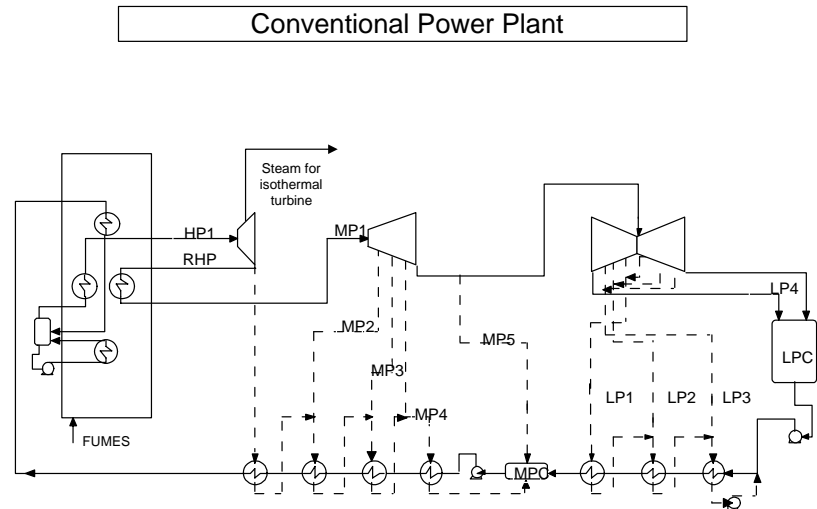 Conventional Power Plant
Steam for
isothermal
turbine
HP1
MP1
RHP
LP4
MP2
MP5
LPC
MP3
LP1
LP2
LP3
MP4
FUMES
MPC